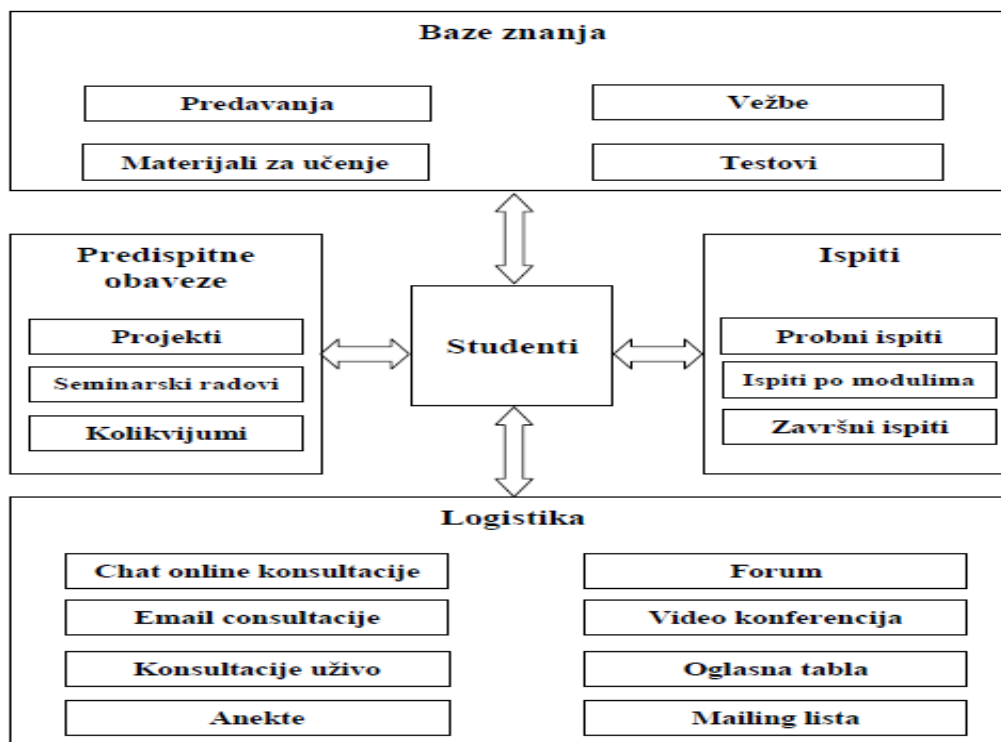 Baze znanja
Predavanja
Vežbe
Materijali za učenje
Testovi
Predispitne
obaveze
Projekti
Seminarski radovi
Kolikvijumi
Studenti
Ispiti
Probni ispiti
Ispiti po modulima
Završni ispiti
Logistika
Chat online konsultacije
Forum
Email consultacije
Video konferencija
Konsultacije uživo
Oglasna tabla
Anekte
Mailing lista